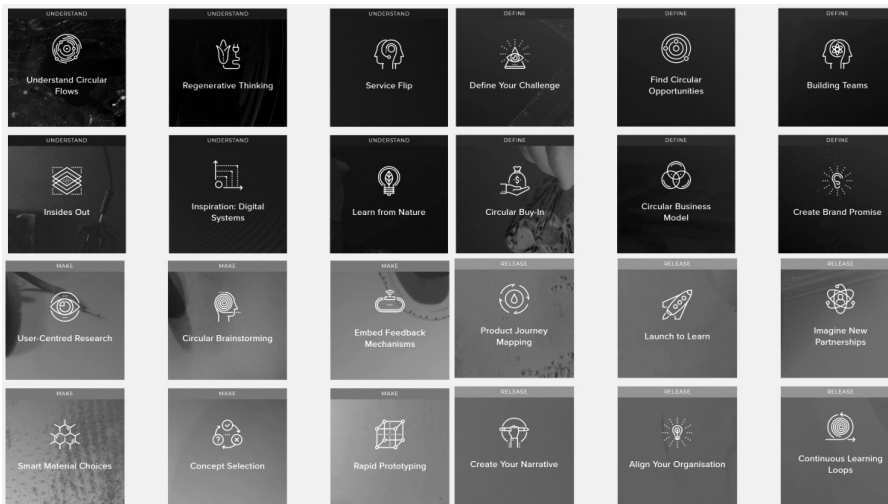 UNDERSTAND
Understand Circular
Flows
UNDERSTAND
Regenerative Thinking
UNDERSTAND
Service Flip
DEFINE
Define Your Challenge
DEFINE
Find Circular
Opportunities
DEFINE
Building Teams
UNDERSTAND
Insides Out
UNDERSTAND
Inspiration: Digital
Systems
UNDERSTAND
Learn from Nature
DEFINE
Circular Buy-In
DEFINE
Circular Business
Model
DEFINE
Create Brand Promise
MAKE
User-Centred Research
MAKE
Circular Brainstorming
MAKE
Embed Feedback
Mechanisms
RELEASE
Product Journey
Mapping
RELEASE
Launch to Learn
RELEASE
Imagine New
Partnerships
MAKE
Smart Material Choices
MAKE
Concept Selection
MAKE
Rapid Prototyping
RELEASE
Create Your Narrative
RELEASE
Align Your Organisation
RELEASE
Continuous Learning
Loops